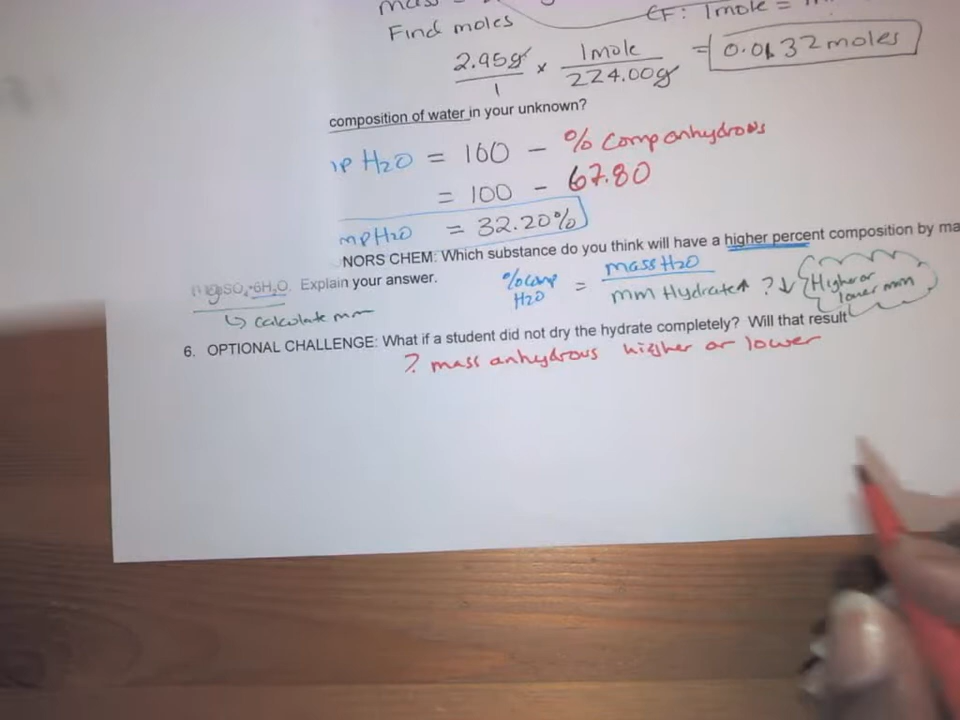 mass =
Find moles
CF: 1mole =
2.95g/1 × 1mole/224.00g = 0.0132 moles
composition of water in your unknown?
H2O = 100 - % Comp anhydrous
= 100 - 67.80
mp H2O = 32.20%
NORS CHEM: Which substance do you think will have a higher percent composition by ma
SO4•6H2O. Explain your answer.
%comp H2O = mass H2O / mm Hydrate↑ ?↓ Higher or lower mm
↳ calculate mm
6. OPTIONAL CHALLENGE: What if a student did not dry the hydrate completely? Will that result
? mass anhydrous higher or lower